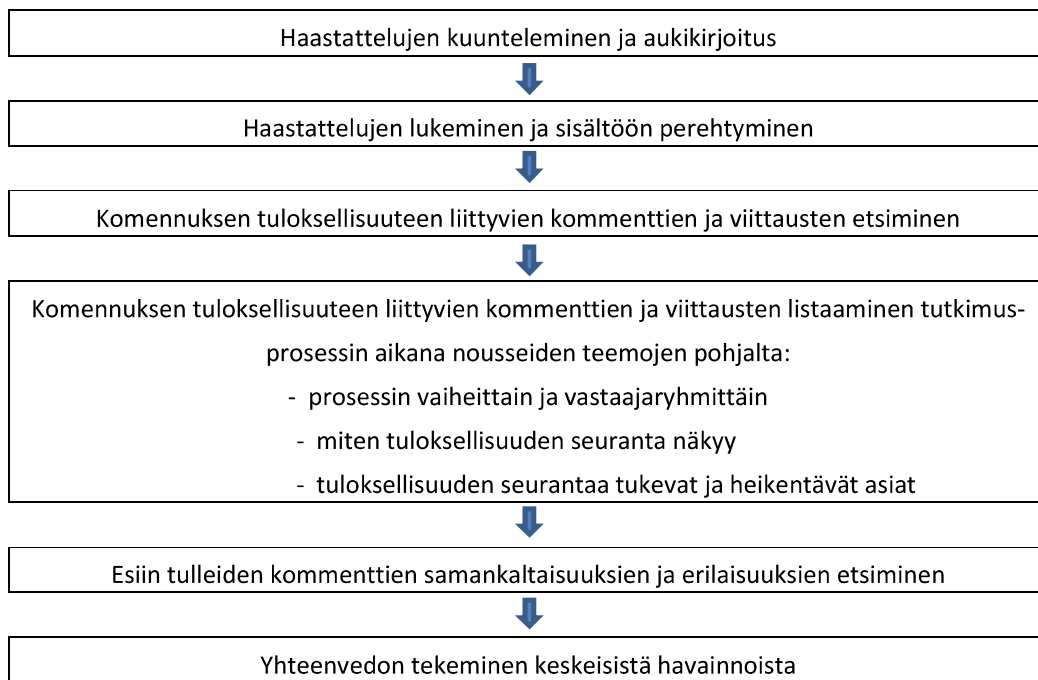 Haastattelujen kuunteleminen ja aukikirjoitus
Haastattelujen lukeminen ja sisältöön perehtyminen
Komennuksen tuloksellisuuteen liittyvien kommenttien ja viittausten etsiminen
Komennuksen tuloksellisuuteen liittyvien kommenttien ja viittausten listaaminen tutkimus-
prosessin aikana nousseiden teemojen pohjalta:
- prosessin vaiheittain ja vastaajaryhmittäin
- miten tuloksellisuuden seuranta näkyy
- tuloksellisuuden seurantaa tukevat ja heikentävät asiat
Esiin tulleiden kommenttien samankaltaisuuksien ja erilaisuuksien etsiminen
Yhteenvedon tekeminen keskeisistä havainnoista